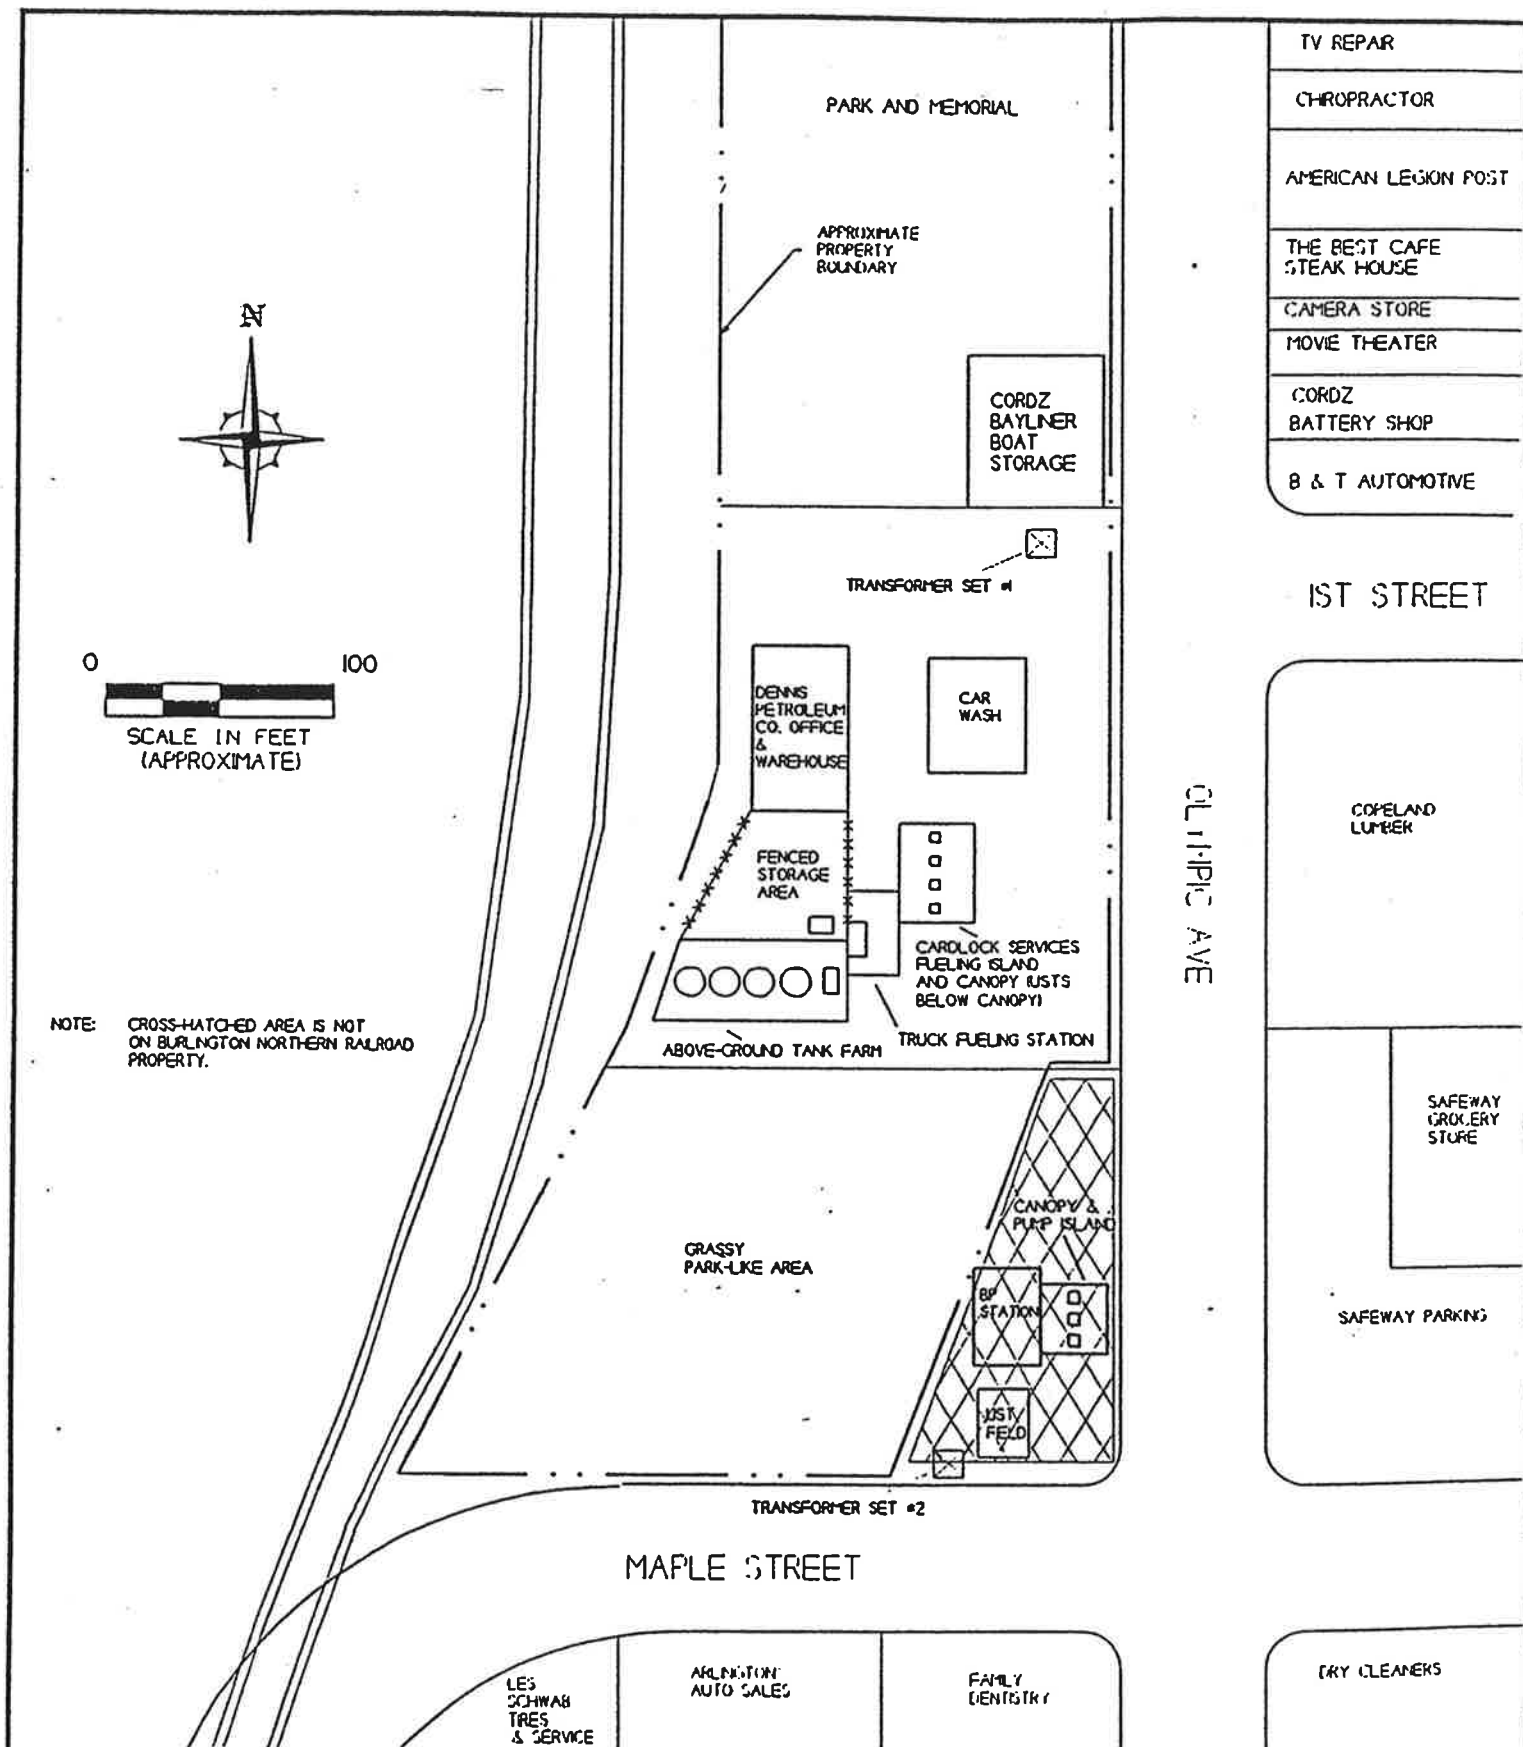 TV REPAIR
CHIROPRACTOR
PARK AND MEMORIAL
AMERICAN LEGION POST
APPROXIMATE
PROPERTY
BOUNDARY
THE BEST CAFE
STEAK HOUSE
CAMERA STORE
MOVIE THEATER
CORDZ
BATTERY SHOP
B & T AUTOMOTIVE
N
CORDZ
BAYLINER
BOAT
STORAGE
TRANSFORMER SET #1
1ST STREET
0 100
SCALE IN FEET
(APPROXIMATE)
DENNIS
PETROLEUM
CO. OFFICE
&
WAREHOUSE
CAR
WASH
OLYMPIC AVE
COPELAND
LUMBER
FENCED
STORAGE
AREA
CARDLOCK SERVICES
FUELING ISLAND
AND CANOPY (USTS
BELOW CANOPY)
TRUCK FUELING STATION
ABOVE-GROUND TANK FARM
NOTE: CROSS-HATCHED AREA IS NOT
ON BURLINGTON NORTHERN RAILROAD
PROPERTY.
SAFEWAY
GROCERY
STORE
CANOPY &
PUMP ISLAND
GRASSY
PARK-LIKE AREA
BP
STATION
SAFEWAY PARKING
UST
FIELD
TRANSFORMER SET #2
MAPLE STREET
LES
SCHWAB
TIRES
& SERVICE
ARLINGTON
AUTO SALES
FAMILY
DENTISTRY
DRY CLEANERS